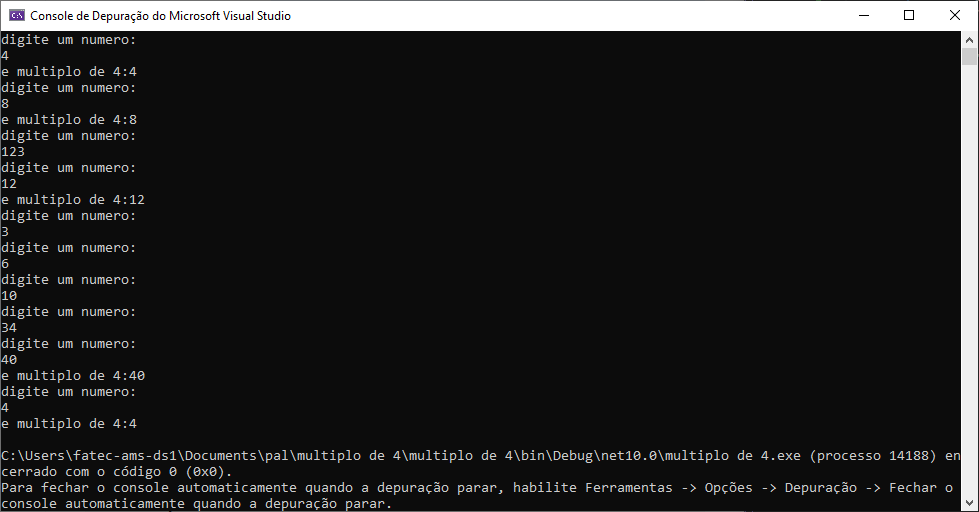 Console de Depuração do Microsoft Visual Studio
digite um numero:
4
e multiplo de 4:4
digite um numero:
8
e multiplo de 4:8
digite um numero:
123
digite um numero:
12
e multiplo de 4:12
digite um numero:
3
digite um numero:
6
digite um numero:
10
digite um numero:
34
digite um numero:
40
e multiplo de 4:40
digite um numero:
4
e multiplo de 4:4
C:\Users\fatec-ams-ds1\Documents\pal\multiplo de 4\multiplo de 4\bin\Debug\net10.0\multiplo de 4.exe (processo 14188) en
cerrado com o código 0 (0x0).
Para fechar o console automaticamente quando a depuração parar, habilite Ferramentas -> Opções -> Depuração -> Fechar o
console automaticamente quando a depuração parar.